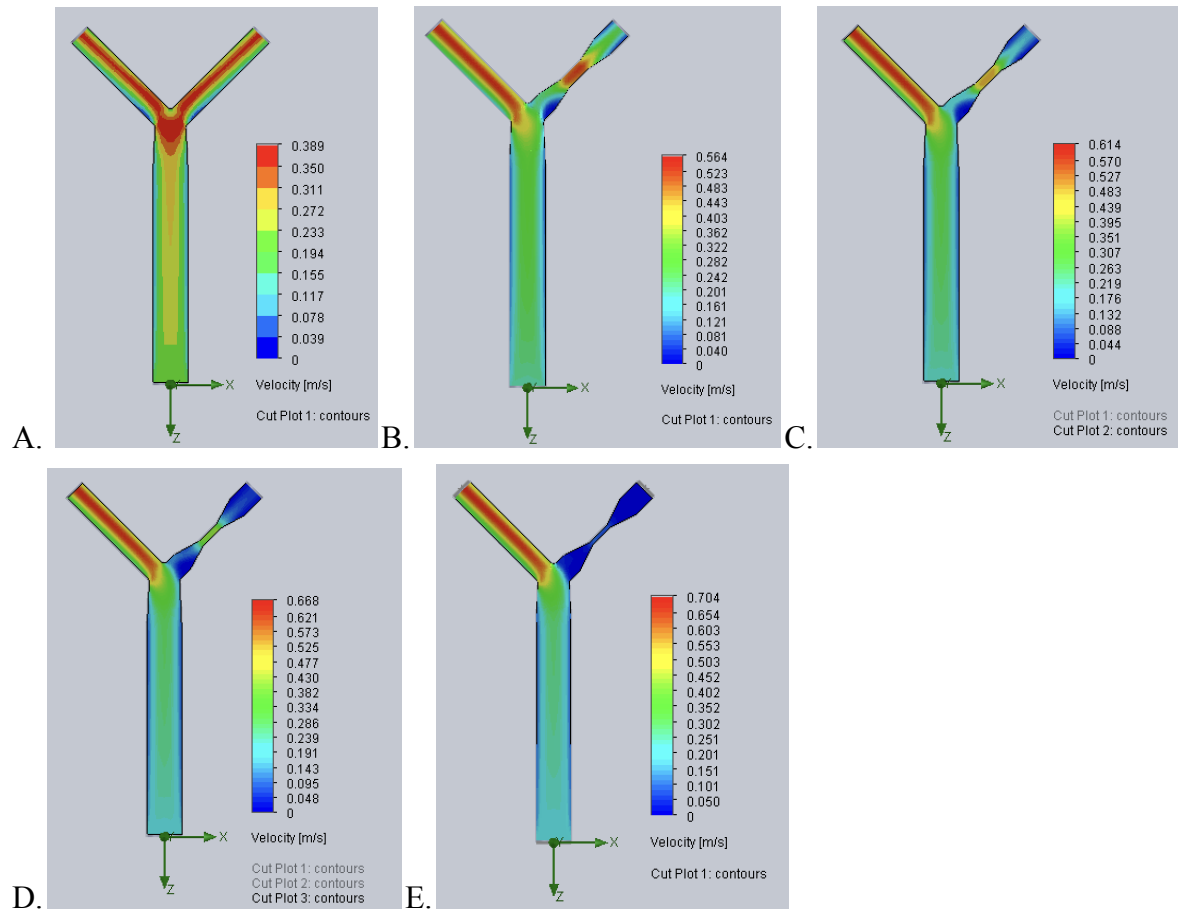 0.389
0.350
0.311
0.272
0.233
0.194
0.155
0.117
0.078
0.039
0
Velocity [m/s]
Cut Plot 1: contours
X
Z
A.
0.564
0.523
0.483
0.443
0.403
0.362
0.322
0.282
0.242
0.201
0.161
0.121
0.081
0.040
0
Velocity [m/s]
Cut Plot 1: contours
X
Z
B.
0.614
0.570
0.527
0.483
0.439
0.395
0.351
0.307
0.263
0.219
0.176
0.132
0.088
0.044
0
Velocity [m/s]
Cut Plot 1: contours
Cut Plot 2: contours
X
Z
C.
0.668
0.621
0.573
0.525
0.477
0.430
0.382
0.334
0.286
0.239
0.191
0.143
0.095
0.048
0
Velocity [m/s]
Cut Plot 1: contours
Cut Plot 2: contours
Cut Plot 3: contours
X
Z
D.
0.704
0.654
0.603
0.553
0.503
0.452
0.402
0.352
0.302
0.251
0.201
0.151
0.101
0.050
0
Velocity [m/s]
Cut Plot 1: contours
X
Z
E.